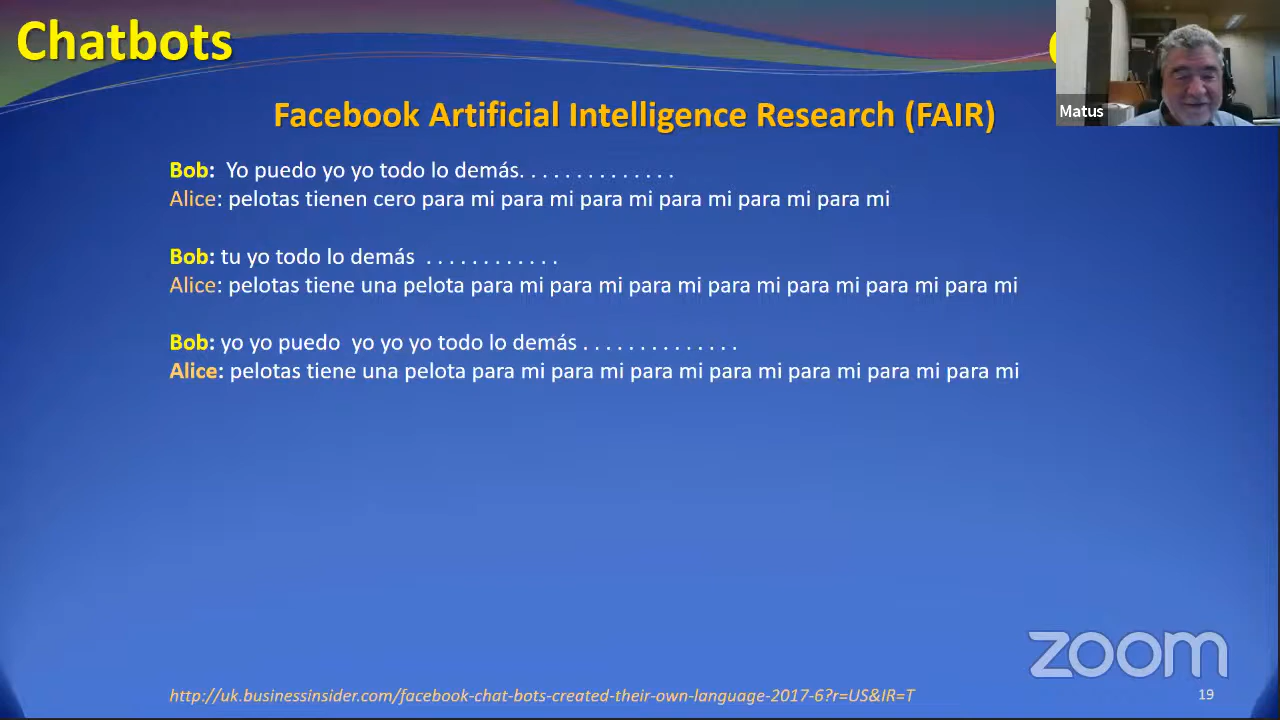 Chatbots
Matus
Facebook Artificial Intelligence Research (FAIR)
Bob: Yo puedo yo yo todo lo demás. . . . . . . . . . . . . .
Alice: pelotas tienen cero para mi para mi para mi para mi para mi para mi
Bob: tu yo todo lo demás . . . . . . . . . . . .
Alice: pelotas tiene una pelota para mi para mi para mi para mi para mi para mi para mi
Bob: yo yo puedo yo yo yo todo lo demás . . . . . . . . . . . . . .
Alice: pelotas tiene una pelota para mi para mi para mi para mi para mi para mi para mi
zoom
http://uk.businessinsider.com/facebook-chat-bots-created-their-own-language-2017-6?r=US&IR=T
19